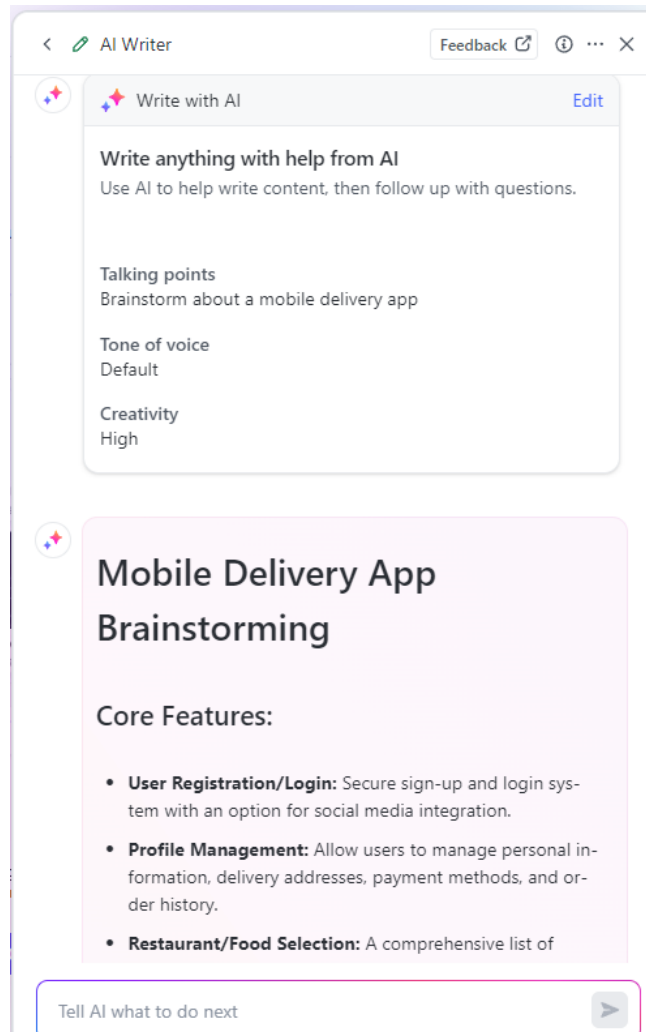 AI Writer
Feedback
Write with AI
Edit
Write anything with help from AI
Use AI to help write content, then follow up with questions.
Talking points
Brainstorm about a mobile delivery app
Tone of voice
Default
Creativity
High
Mobile Delivery App
Brainstorming
Core Features:
• User Registration/Login: Secure sign-up and login sys-
tem with an option for social media integration.
• Profile Management: Allow users to manage personal in-
formation, delivery addresses, payment methods, and or-
der history.
• Restaurant/Food Selection: A comprehensive list of
Tell AI what to do next